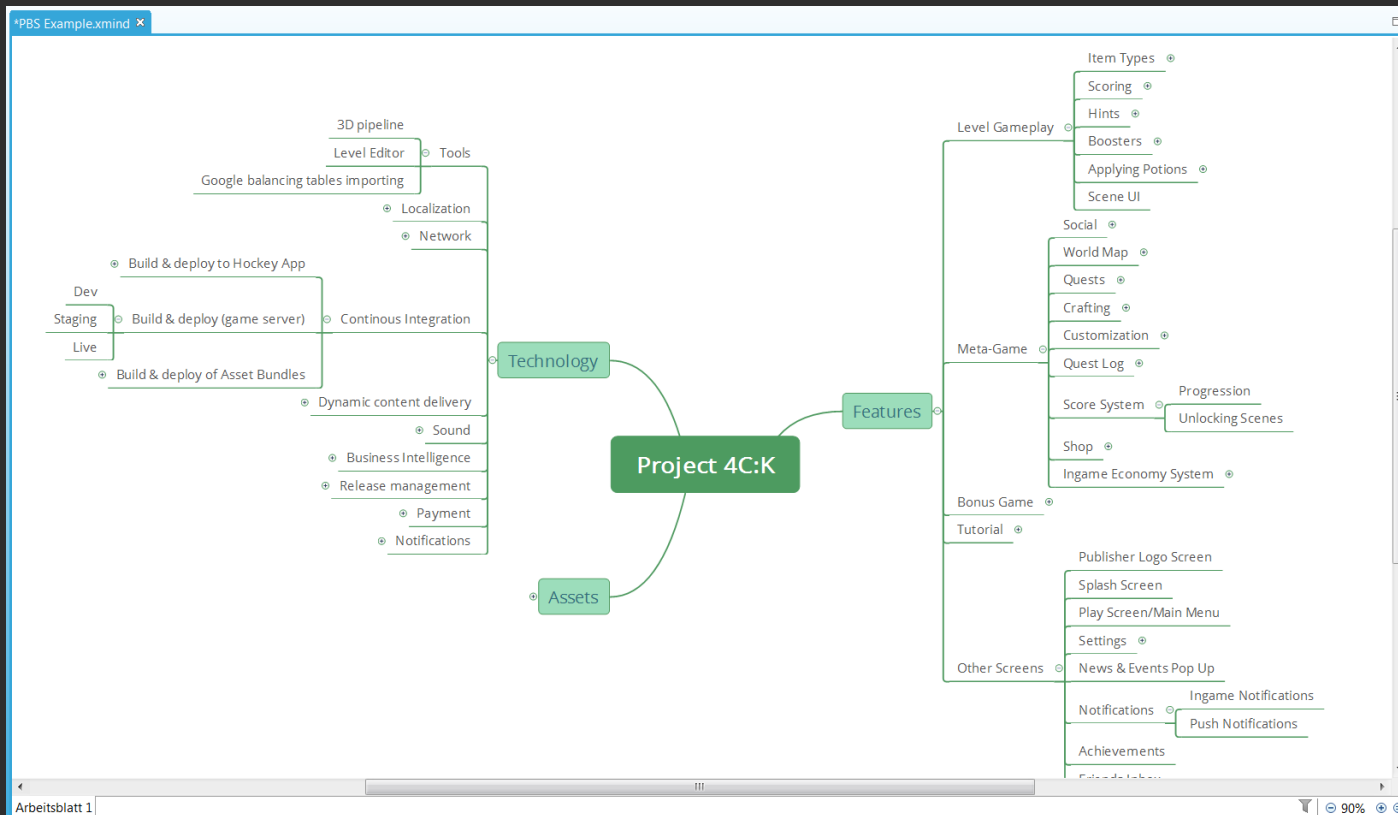 *PBS Example.xmind
3D pipeline
Level Editor
Google balancing tables importing
Tools
Localization
Network
Build & deploy to Hockey App
Dev
Staging
Live
Build & deploy (game server)
Build & deploy of Asset Bundles
Continous Integration
Dynamic content delivery
Sound
Business Intelligence
Release management
Payment
Notifications
Technology
Assets
Project 4C:K
Features
Level Gameplay
Item Types
Scoring
Hints
Boosters
Applying Potions
Scene UI
Meta-Game
Social
World Map
Quests
Crafting
Customization
Quest Log
Score System
Progression
Unlocking Scenes
Shop
Ingame Economy System
Bonus Game
Tutorial
Other Screens
Publisher Logo Screen
Splash Screen
Play Screen/Main Menu
Settings
News & Events Pop Up
Notifications
Ingame Notifications
Push Notifications
Achievements
Friends Inbox
Arbeitsblatt 1
90%